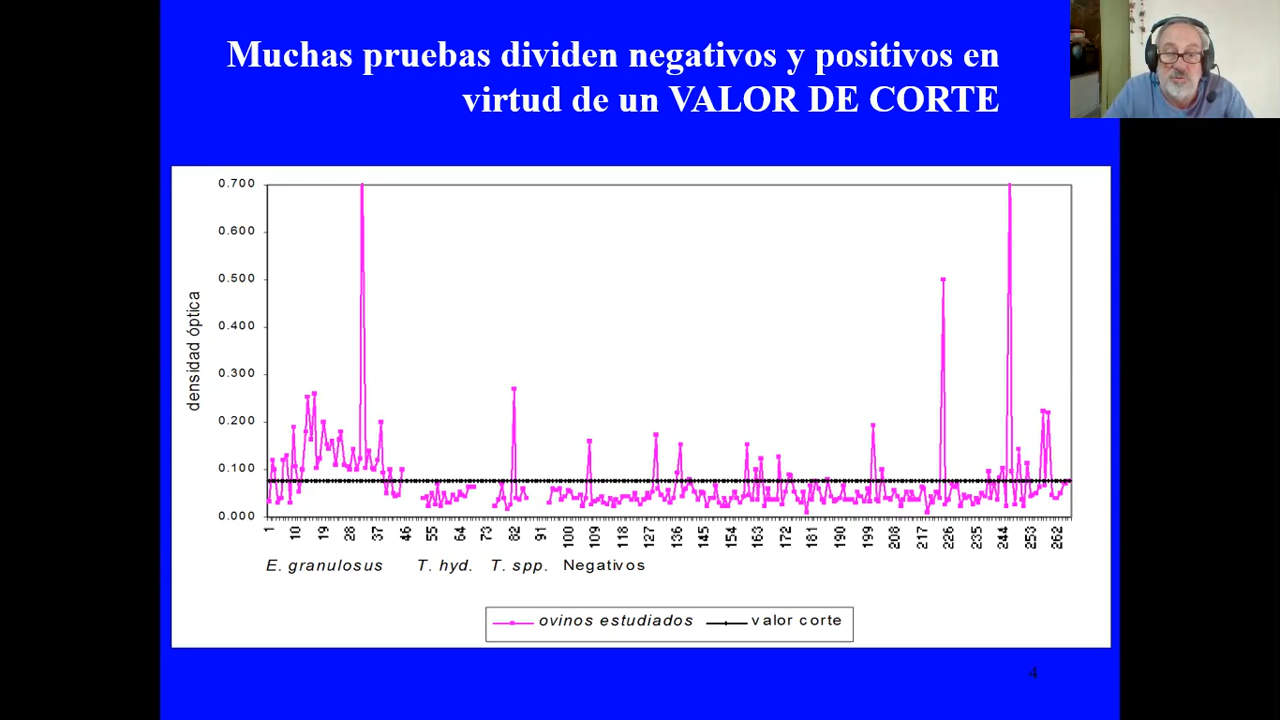 Muchas pruebas dividen negativos y positivos en
virtud de un VALOR DE CORTE
0.700
0.600
0.500
0.400
0.300
0.200
0.100
0.000
densidad óptica
1 10 19 28 37 46 55 64 73 82 91 100 109 118 127 136 145 154 163 172 181 190 199 208 217 226 235 244 253 262
E. granulosus T. hyd. T. spp. Negativos
ovinos estudiados valor corte
4